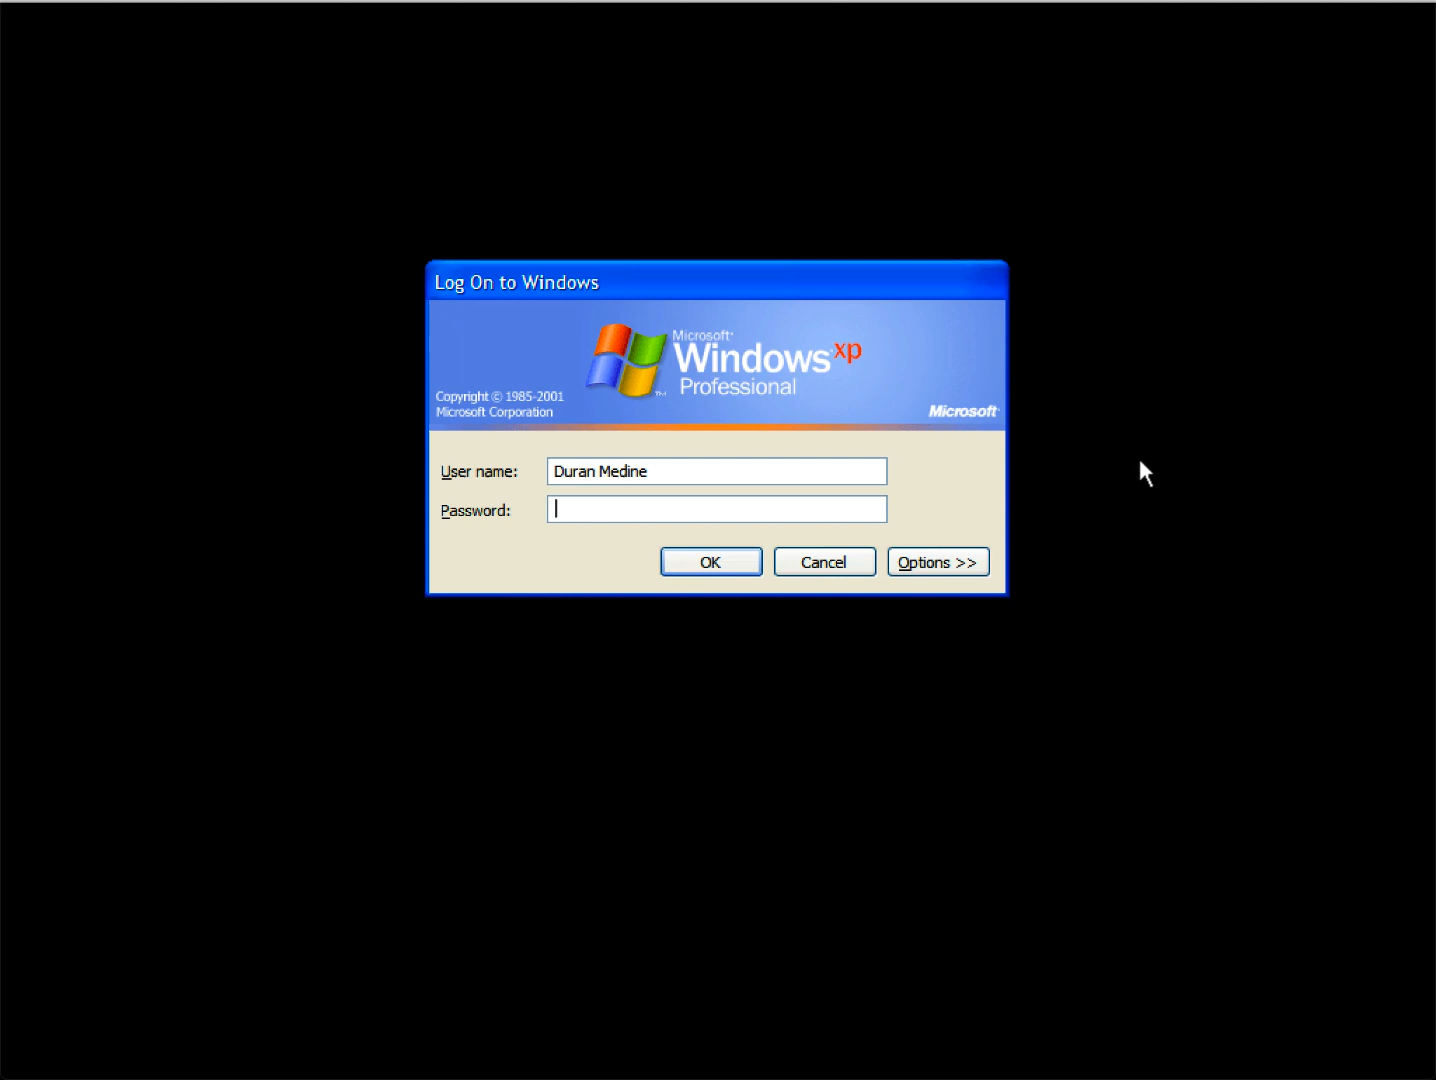 Log On to Windows
Microsoft®
Windows xp
Professional
TM
Copyright © 1985-2001
Microsoft Corporation
Microsoft®
User name: Duran Medine
Password:
OK Cancel Options >>